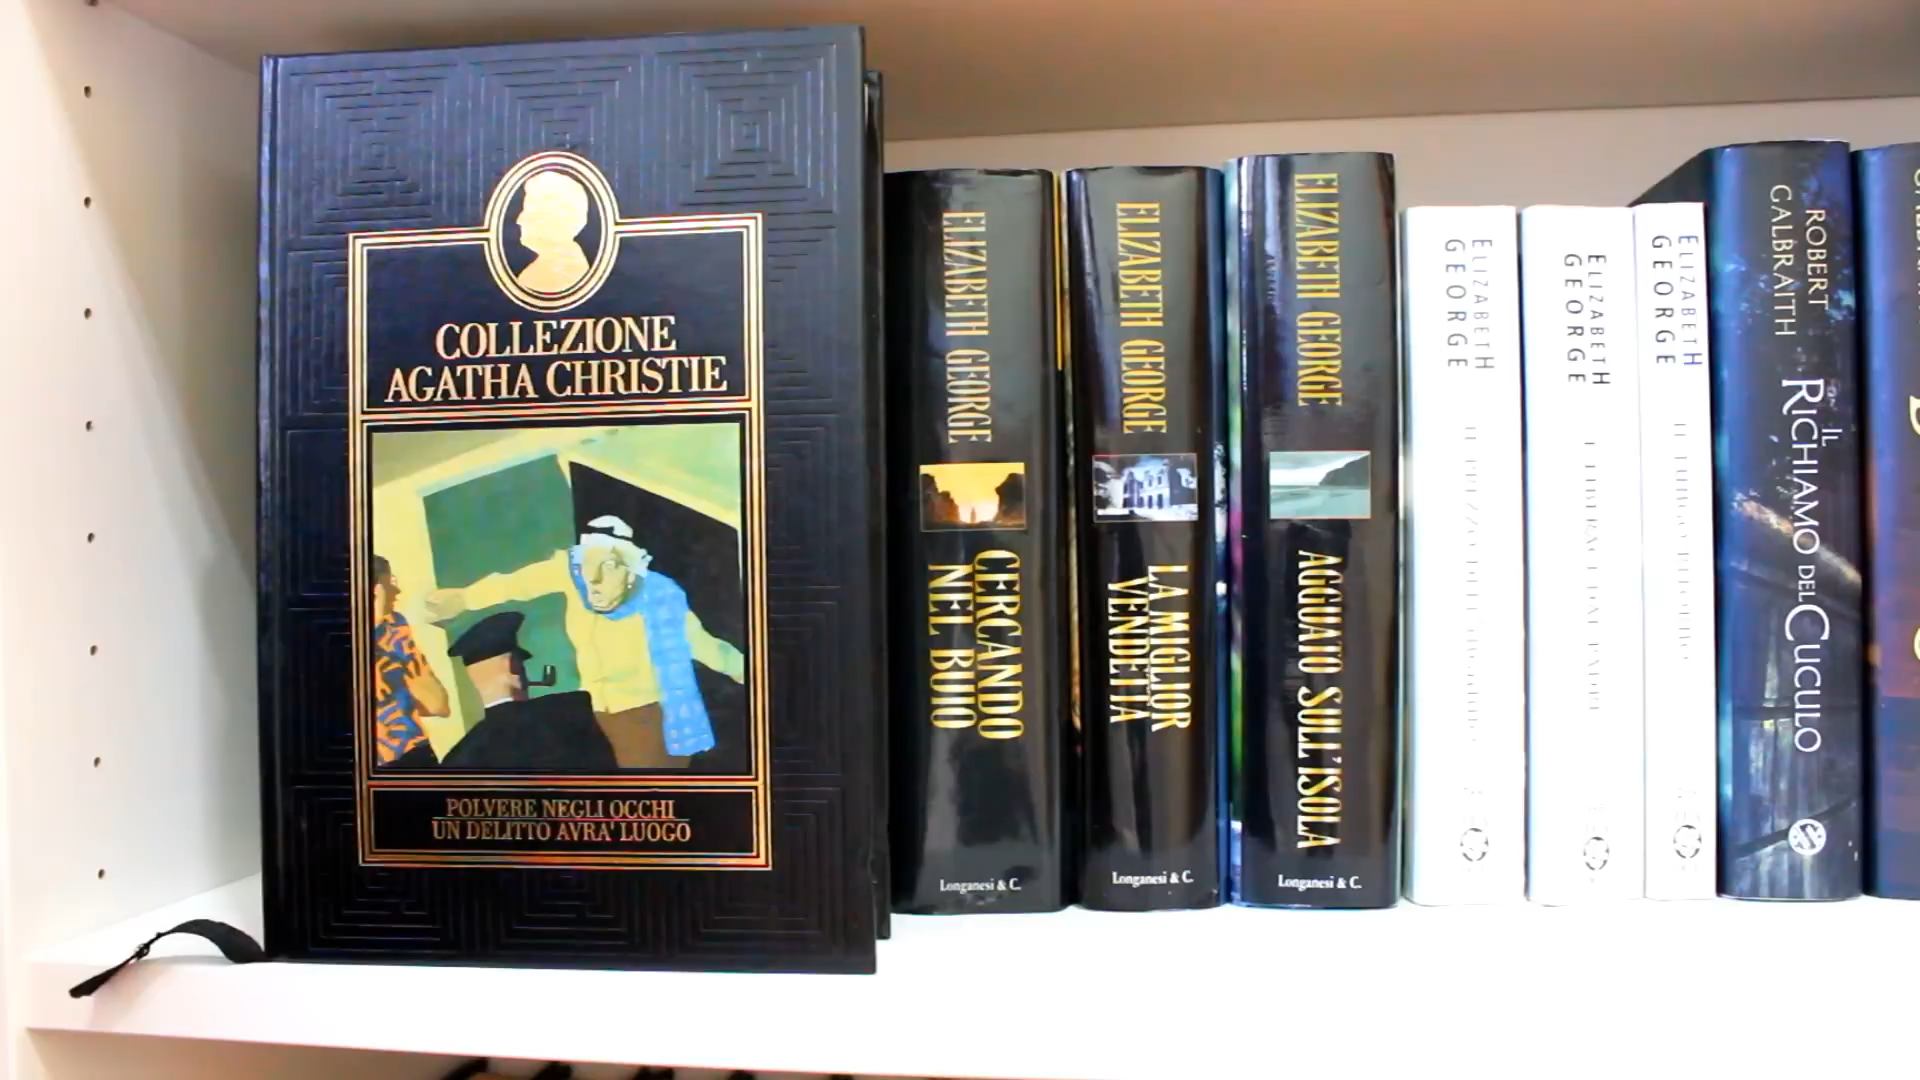 COLLEZIONE
AGATHA CHRISTIE
POLVERE NEGLI OCCHI
UN DELITTO AVRA' LUOGO
ELIZABETH GEORGE
CERCANDO
NEL BUIO
Longanesi & C.
ELIZABETH GEORGE
LA MIGLIOR
VENDETTA
Longanesi & C.
ELIZABETH GEORGE
AGGUATO SULL'ISOLA
Longanesi & C.
ELIZABETH
GEORGE
ELIZABETH
GEORGE
ELIZABETH
GEORGE
ROBERT
GALBRAITH
IL
RICHIAMO DEL CUCULO